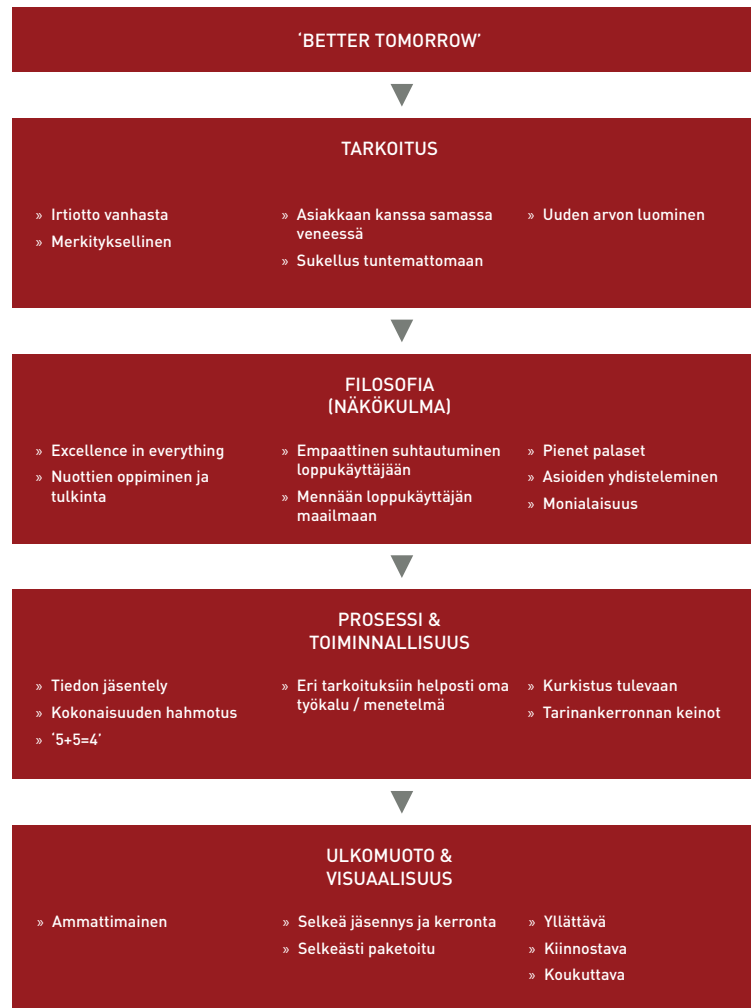 ‘BETTER TOMORROW’
TARKOITUS
» Irtiotto vanhasta
» Merkityksellinen
» Asiakkaan kanssa samassa
veneessä
» Sukellus tuntemattomaan
» Uuden arvon luominen
FILOSOFIA
(NÄKÖKULMA)
» Excellence in everything
» Nuottien oppiminen ja
tulkinta
» Empaattinen suhtautuminen
loppukäyttäjään
» Mennään loppukäyttäjän
maailmaan
» Pienet palaset
» Asioiden yhdisteleminen
» Monialaisuus
PROSESSI &
TOIMINNALLISUUS
» Tiedon jäsentely
» Kokonaisuuden hahmotus
» ‘5+5=4’
» Eri tarkoituksiin helposti oma
työkalu / menetelmä
» Kurkistus tulevaan
» Tarinankerronnan keinot
ULKOMUOTO &
VISUAALISUUS
» Ammattimainen
» Selkeä jäsennys ja kerronta
» Selkeästi paketoitu
» Yllättävä
» Kiinnostava
» Koukuttava